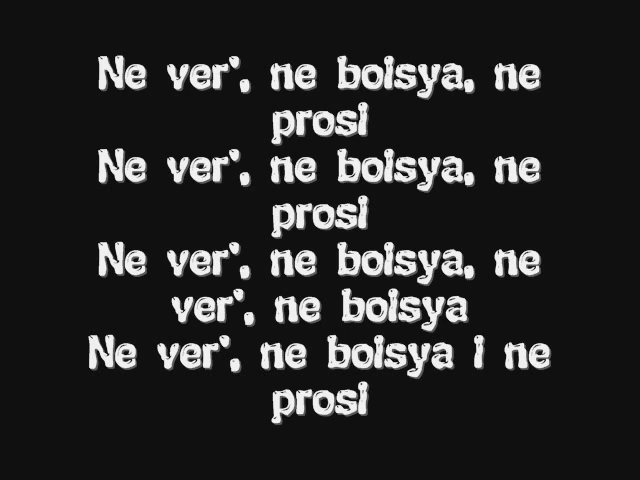 Ne ver', ne boisya, ne
prosi
Ne ver', ne boisya, ne
prosi
Ne ver', ne boisya, ne
ver', ne boisya
Ne ver', ne boisya i ne
prosi